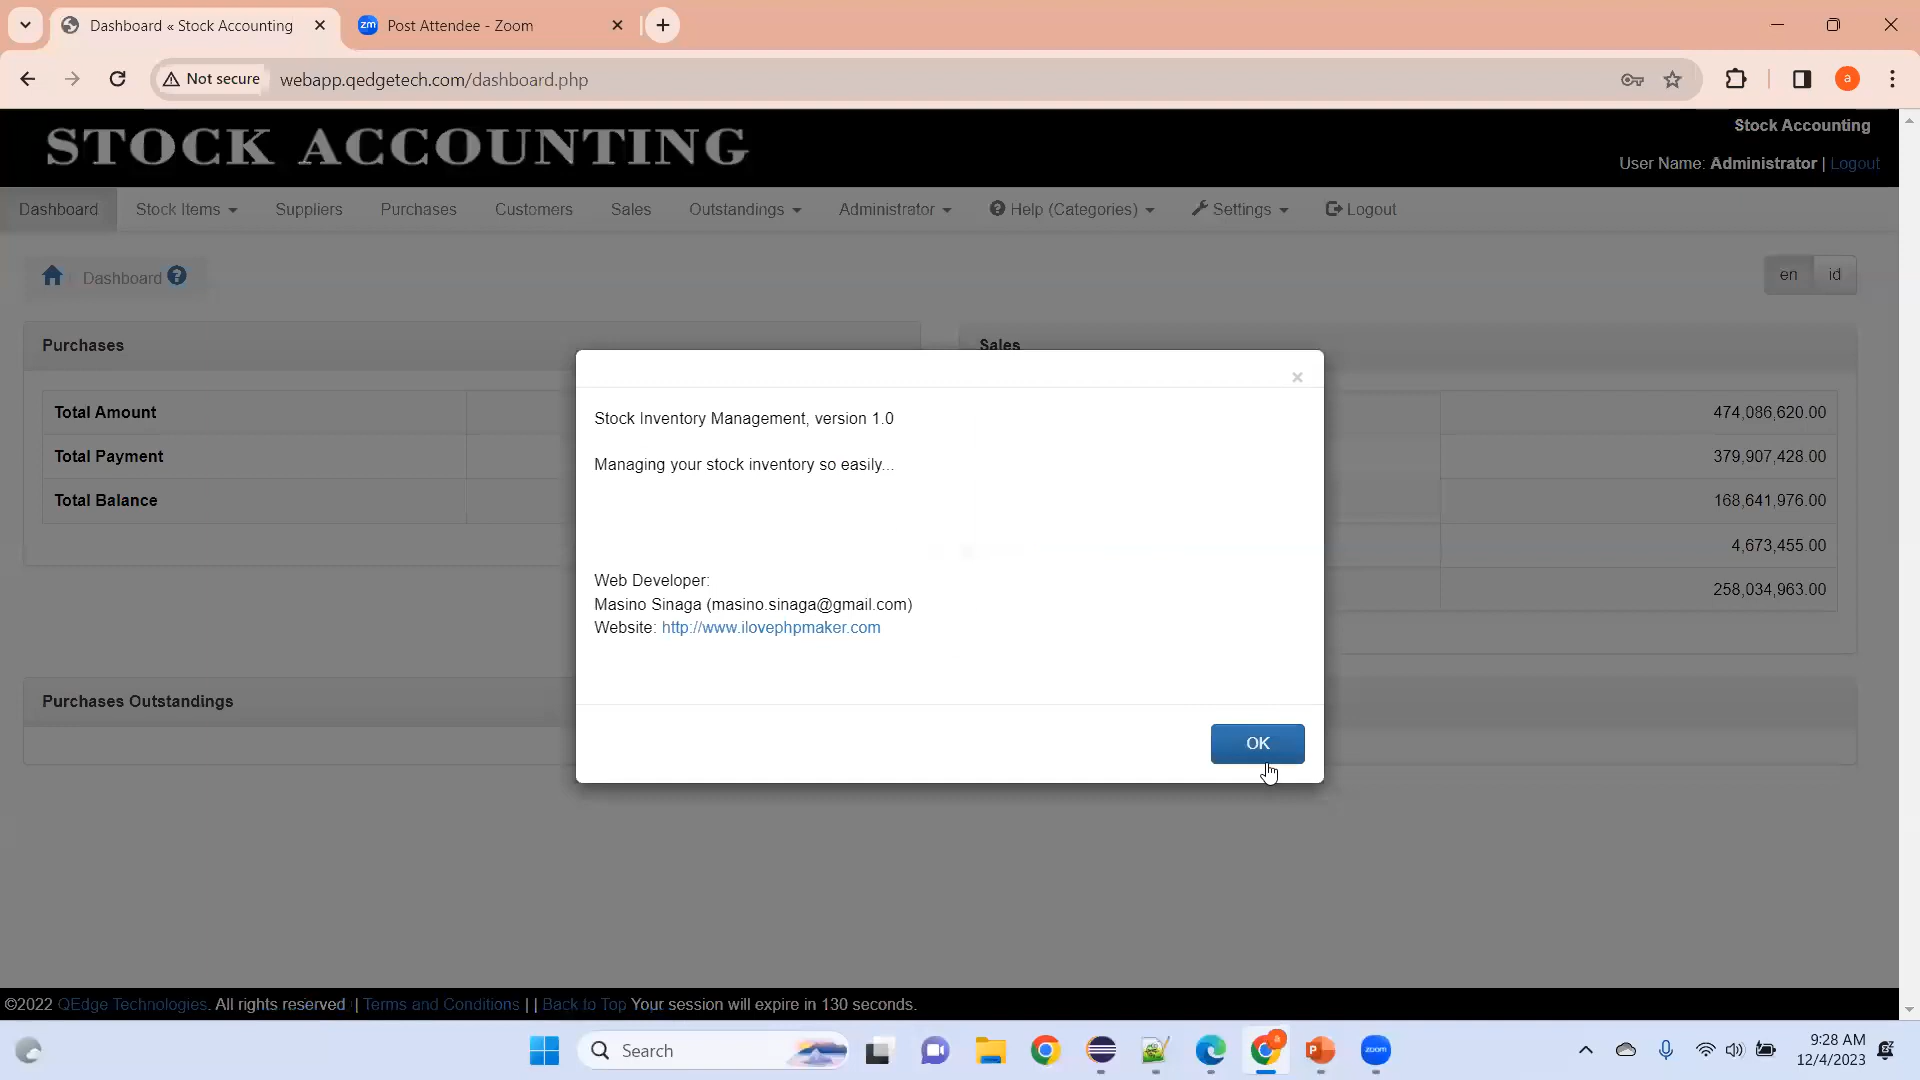 Dashboard « Stock Accounting
zm
Post Attendee - Zoom
Not secure
webapp.qedgetech.com/dashboard.php
a
STOCK ACCOUNTING
Stock Accounting
User Name: Administrator | Logout
Dashboard
Stock Items
Suppliers
Purchases
Customers
Sales
Outstandings
Administrator
Help (Categories)
Settings
Logout
Dashboard
en
id
Purchases
Sales
Total Amount
474,086,620.00
Total Payment
379,907,428.00
Total Balance
168,641,976.00
4,673,455.00
258,034,963.00
Stock Inventory Management, version 1.0
Managing your stock inventory so easily...
Web Developer:
Masino Sinaga (masino.sinaga@gmail.com)
Website: http://www.ilovephpmaker.com
OK
Purchases Outstandings
©2022 QEdge Technologies. All rights reserved | Terms and Conditions | | Back to Top Your session will expire in 130 seconds.
Search
a
zoom
9:28 AM
12/4/2023